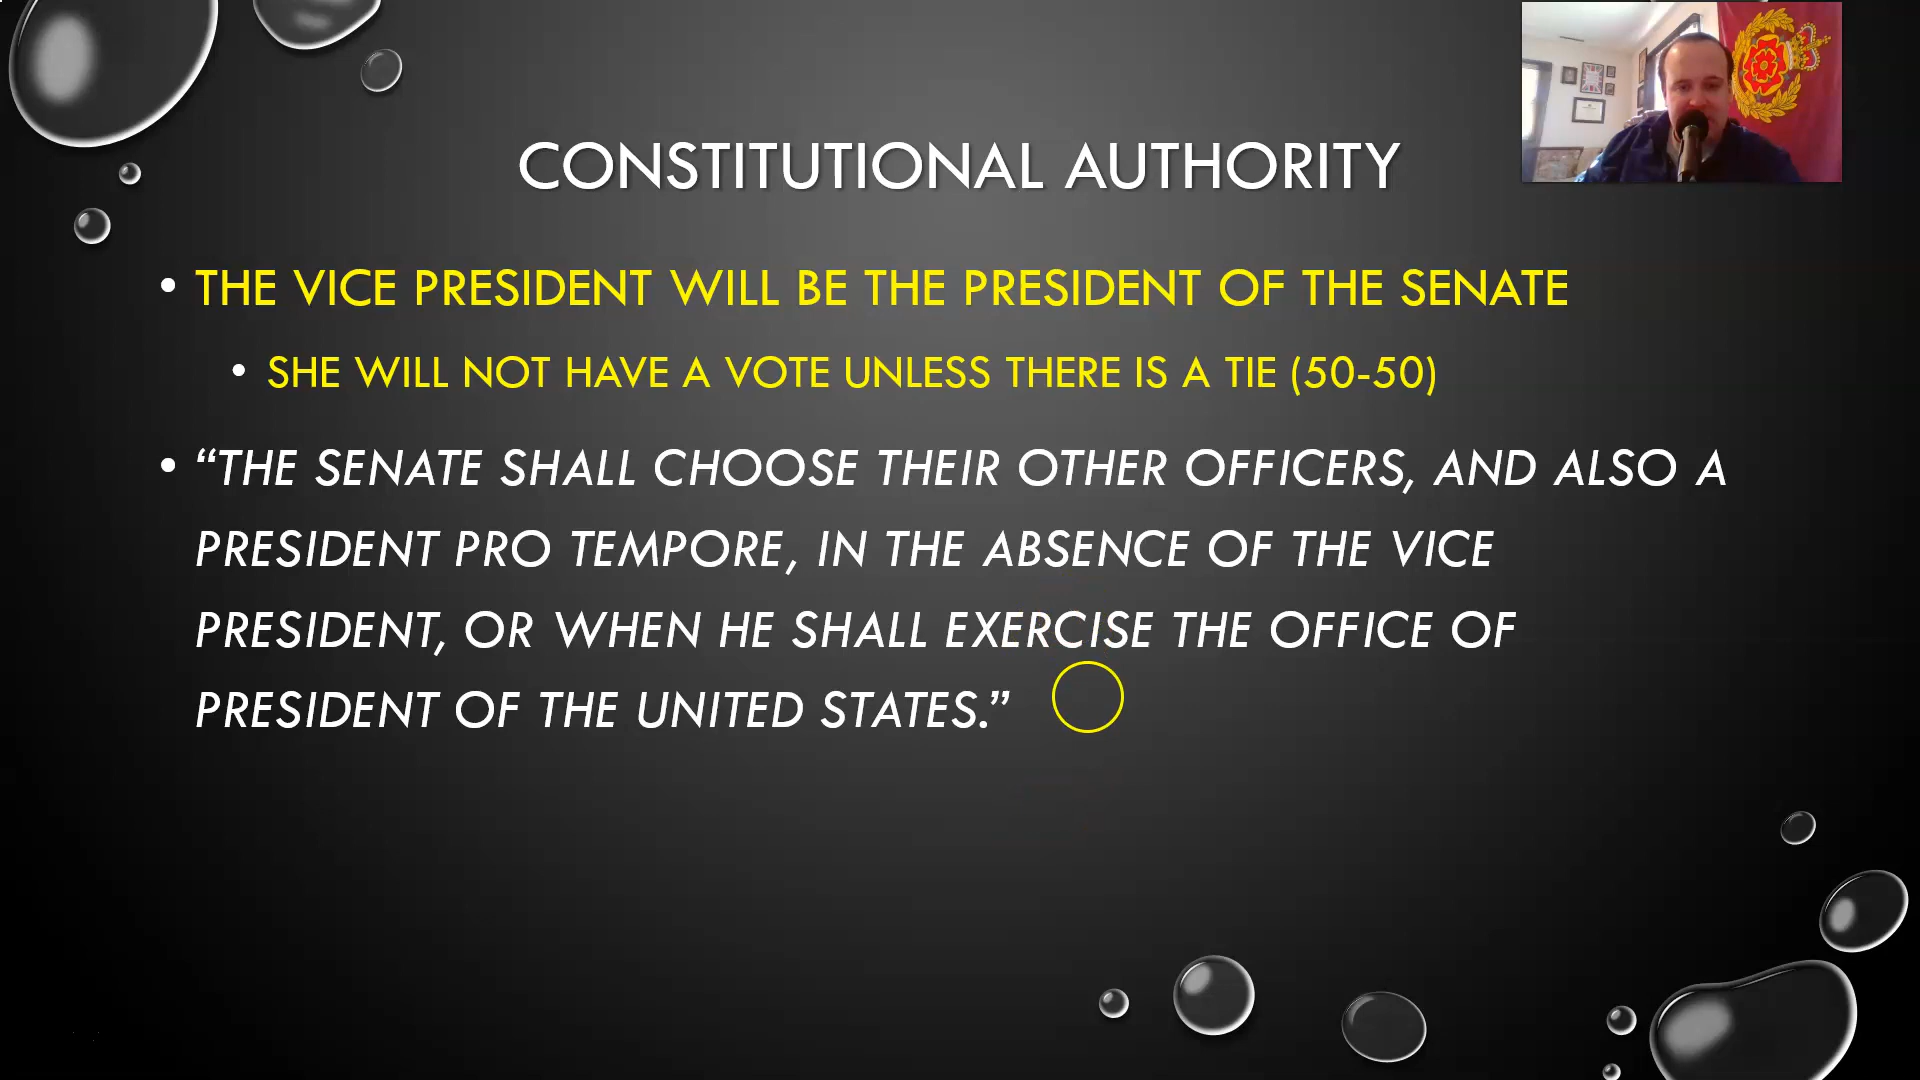 CONSTITUTIONAL AUTHORITY
• THE VICE PRESIDENT WILL BE THE PRESIDENT OF THE SENATE
• SHE WILL NOT HAVE A VOTE UNLESS THERE IS A TIE (50-50)
• “THE SENATE SHALL CHOOSE THEIR OTHER OFFICERS, AND ALSO A
PRESIDENT PRO TEMPORE, IN THE ABSENCE OF THE VICE
PRESIDENT, OR WHEN HE SHALL EXERCISE THE OFFICE OF
PRESIDENT OF THE UNITED STATES.”